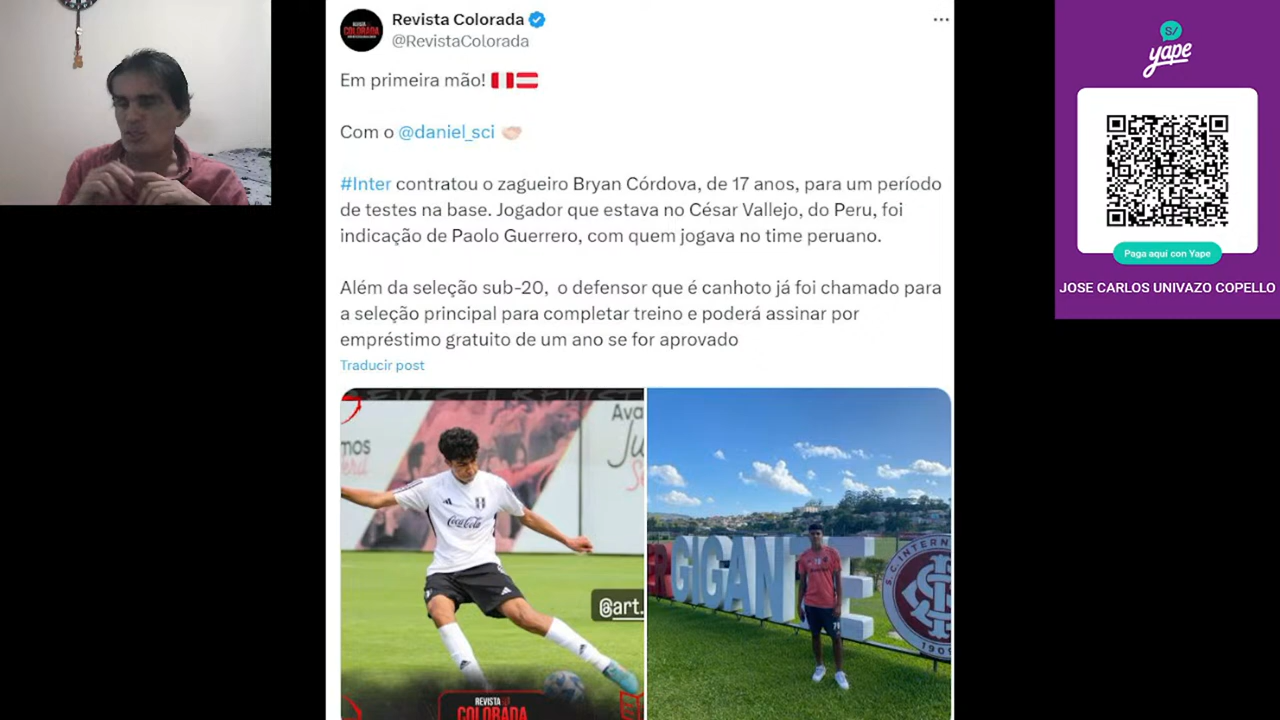 Revista Colorada
@RevistaColorada
Em primeira mão!
Com o @daniel_sci
#Inter contratou o zagueiro Bryan Córdova, de 17 anos, para um período
de testes na base. Jogador que estava no César Vallejo, do Peru, foi
indicação de Paolo Guerrero, com quem jogava no time peruano.
Além da seleção sub-20, o defensor que é canhoto já foi chamado para
a seleção principal para completar treino e poderá assinar por
empréstimo gratuito de um ano se for aprovado
Traducir post
Coca-Cola
@art.
REVISTA
COLORADA
GIGANTE
S.C.INTERN
1909
S/
yape
Paga aquí con Yape
JOSE CARLOS UNIVAZO COPELLO